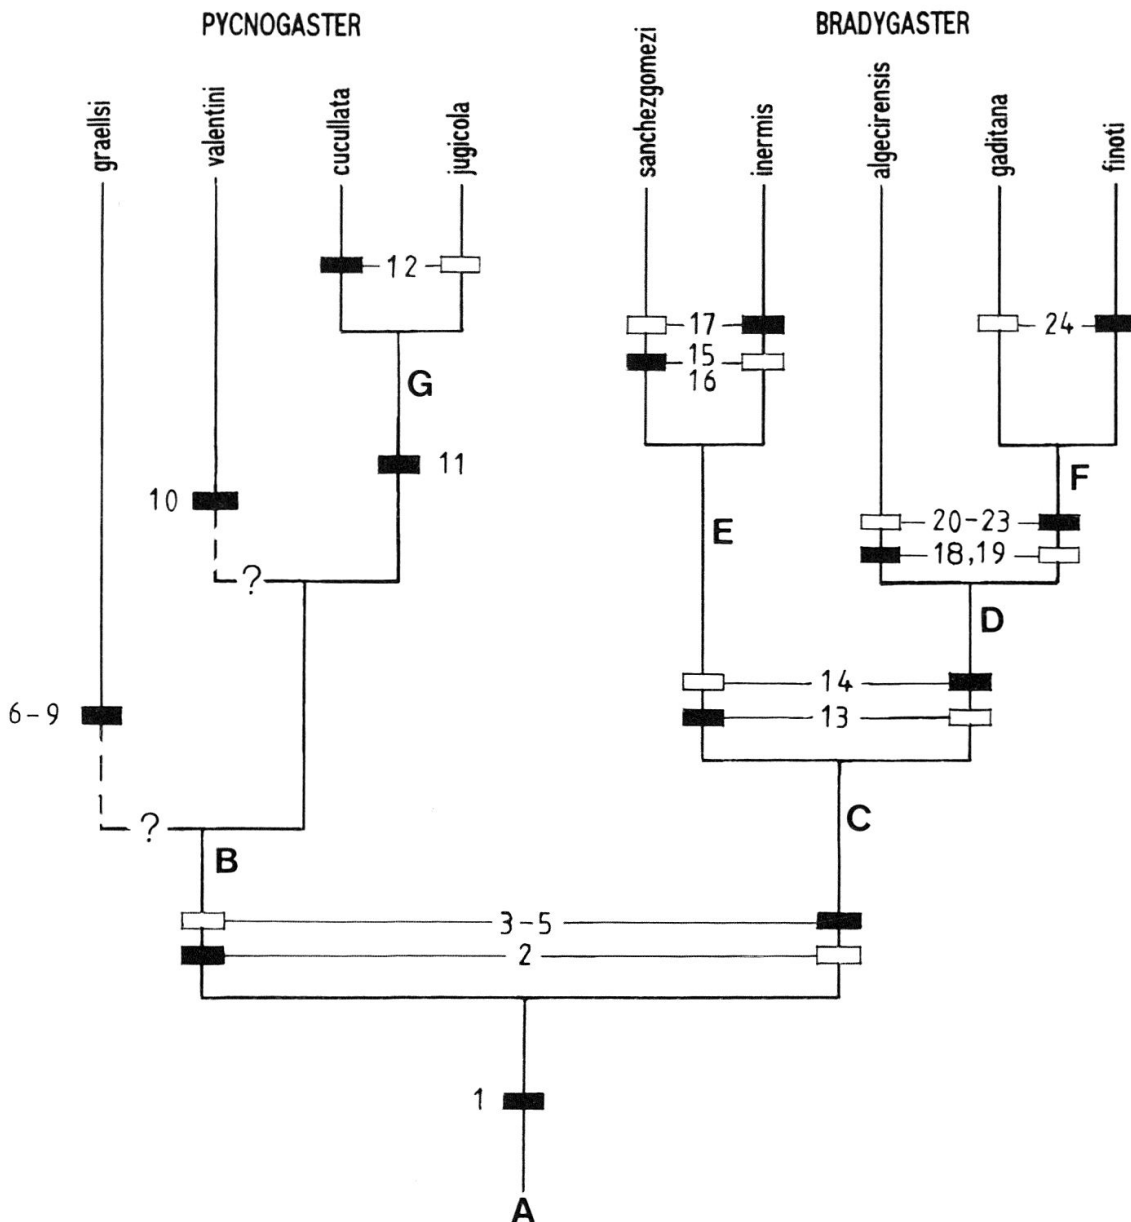 PYCNOGASTER
BRADYGASTER
graellsi
valentini
cucullata
jugicola
sanchezgomezi
inermis
algecirensis
gaditana
finoti
12
17
24
15
16
G
11
10
E
F
20-23
18,19
?
D
14
6-9
13
?
C
B
3-5
2
1
A